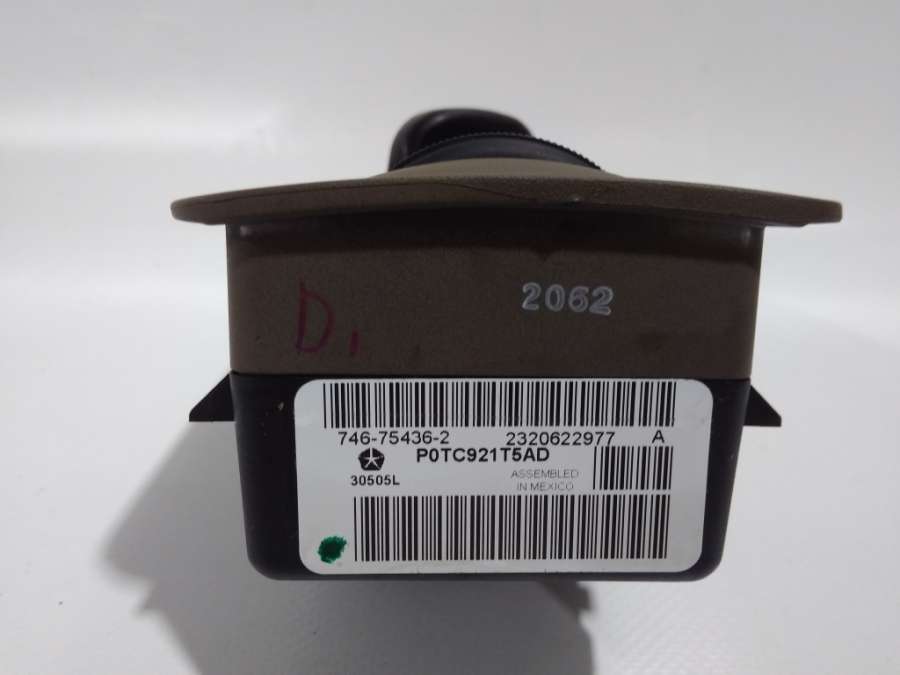 2062
D,
746-75436-2 2320622977 A
P0TC921T5AD
30505L
ASSEMBLED
IN MEXICO